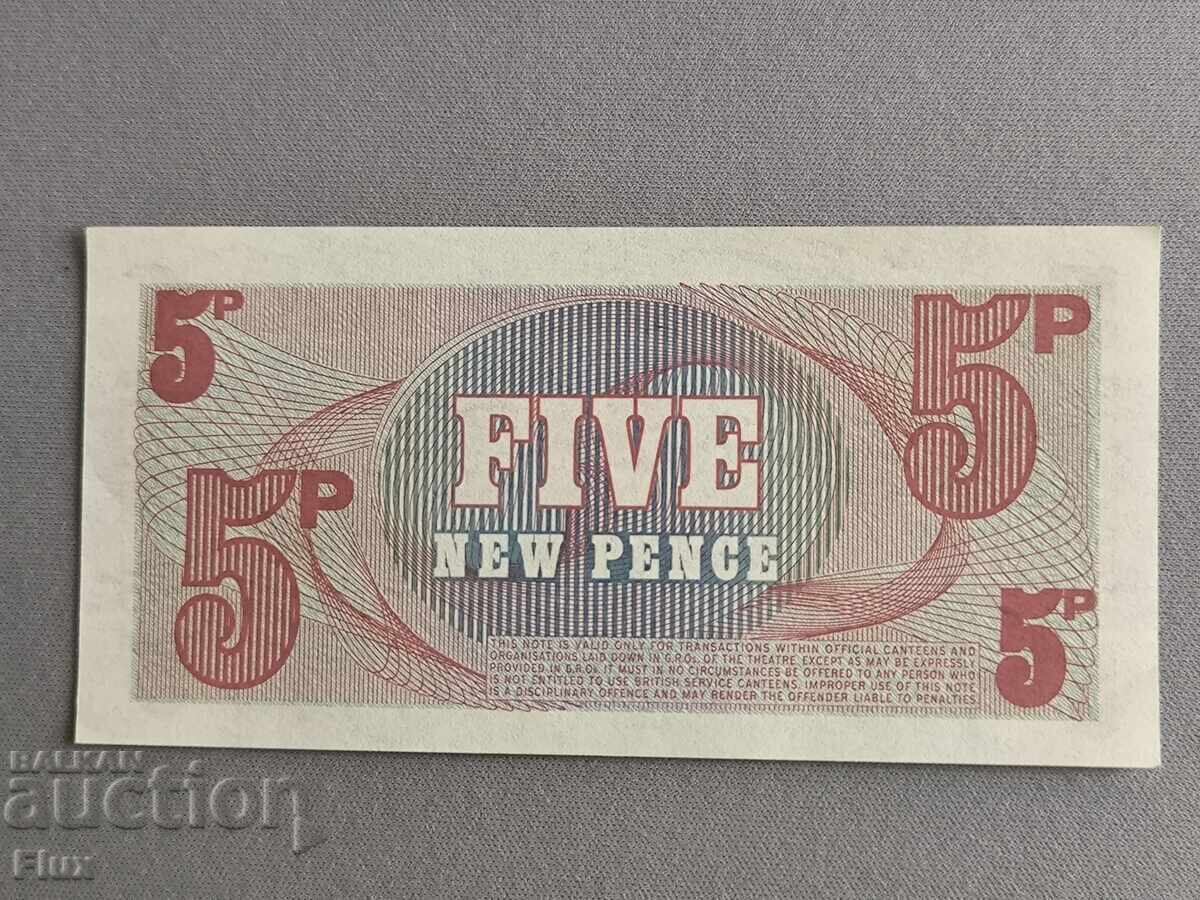 5P
5P
FIVE
NEW PENCE
5P
5P
THIS NOTE IS VALID ONLY FOR TRANSACTIONS WITHIN OFFICIAL CANTEENS AND
ORGANISATIONS LAID DOWN IN G.R.Os. OF THE THEATRE EXCEPT AS MAY BE EXPRESSLY
PROVIDED IN G.R.Os. IT MUST IN NO CIRCUMSTANCES BE OFFERED TO ANY PERSON WHO
IS NOT ENTITLED TO USE BRITISH SERVICE CANTEENS. IMPROPER USE OF THIS NOTE
IS A DISCIPLINARY OFFENCE AND MAY RENDER THE OFFENDER LIABLE TO PENALTIES
BALKAN
auction
Flux